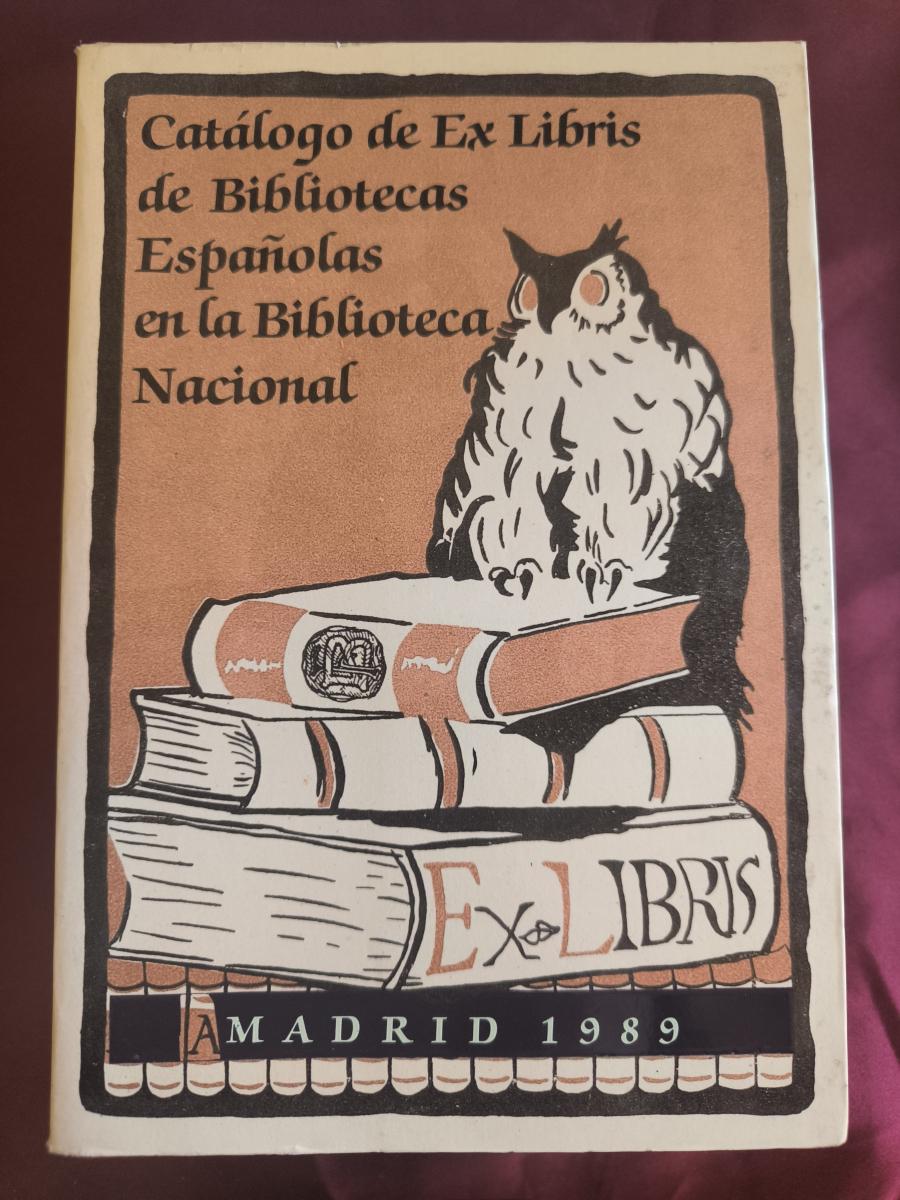 Catálogo de Ex Libris
de Bibliotecas
Españolas
en la Biblioteca
Nacional
Ex Libris
A
MADRID 1989